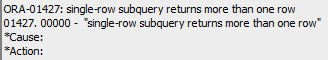 ORA-01427: single-row subquery returns more than one row
01427. 00000 -  "single-row subquery returns more than one row"
*Cause:
*Action: